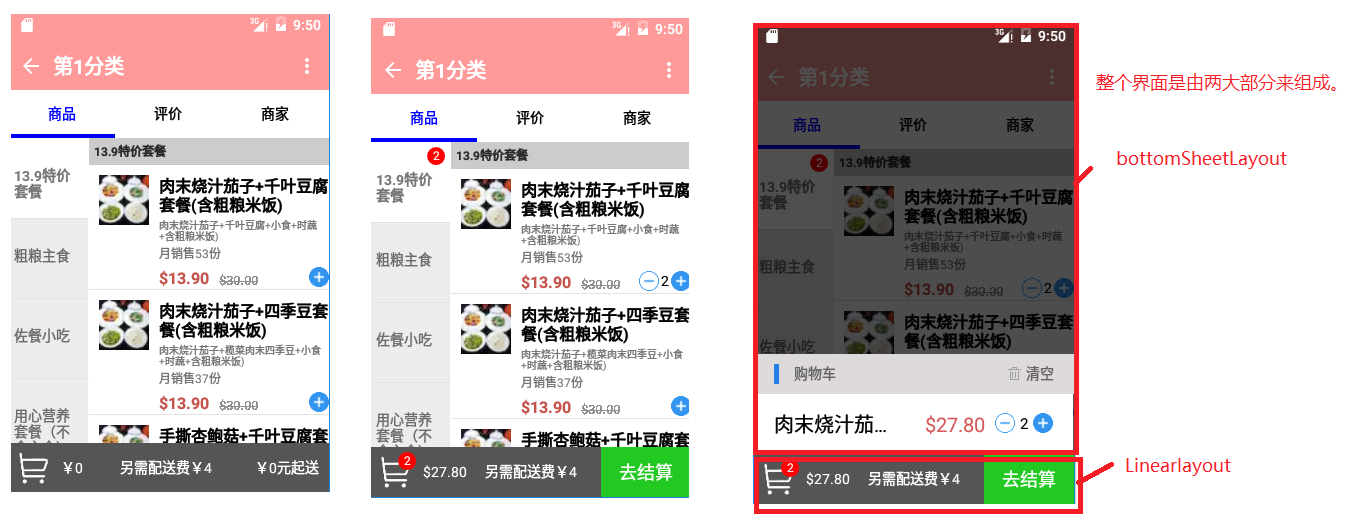 3G 9:50
第1分类
商品 评价 商家
13.9特价套餐
13.9特价
套餐
肉末烧汁茄子+千叶豆腐
套餐(含粗粮米饭)
肉末烧汁茄子+千叶豆腐+小食+时蔬
+含粗粮米饭)
月销售53份
$13.90 $30.00
粗粮主食
肉末烧汁茄子+四季豆套
餐(含粗粮米饭)
肉末烧汁茄子+榄菜肉末四季豆+小食
+时蔬+含粗粮米饭)
月销售37份
$13.90 $30.00
佐餐小吃
用心营养
套餐（不
手撕杏鲍菇+千叶豆腐套
￥0 另需配送费￥4 ￥0元起送
3G 9:50
第1分类
商品 评价 商家
2
13.9特价套餐
13.9特价
套餐
肉末烧汁茄子+千叶豆腐
套餐(含粗粮米饭)
肉末烧汁茄子+千叶豆腐+小食+时蔬
+含粗粮米饭)
月销售53份
$13.90 $30.00 2
粗粮主食
肉末烧汁茄子+四季豆套
餐(含粗粮米饭)
肉末烧汁茄子+榄菜肉末四季豆+小食
+时蔬+含粗粮米饭)
月销售37份
$13.90 $30.00
佐餐小吃
用心营养
套餐（不
手撕杏鲍菇+千叶豆腐套
2 $27.80 另需配送费￥4 去结算
3G 9:50
第1分类
商品 评价 商家
2
13.9特价套餐
13.9特价
套餐
肉末烧汁茄子+千叶豆腐
套餐(含粗粮米饭)
肉末烧汁茄子+千叶豆腐+小食+时蔬
+含粗粮米饭)
月销售53份
$13.90 $30.00 2
粗粮主食
肉末烧汁茄子+四季豆套
餐(含粗粮米饭)
佐餐小吃
购物车 清空
肉末烧汁茄... $27.80 2
2 $27.80 另需配送费￥4 去结算
整个界面是由两大部分来组成。
bottomSheetLayout
Linearlayout